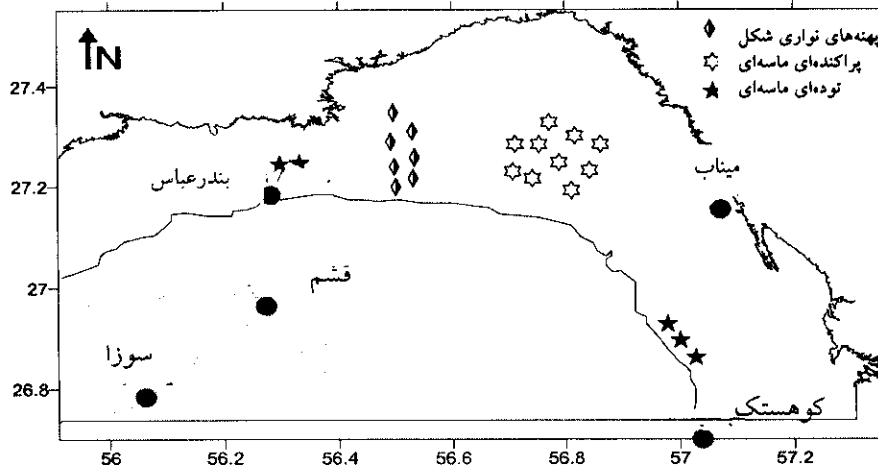 N
پهنه‌های نواری شکل
پراکنده‌ای ماسه‌ای
توده‌ای ماسه‌ای
27.4
27.2
27
26.8
بندرعباس
میناب
قشم
سوزا
کوهستک
56
56.2
56.4
56.6
56.8
57
57.2